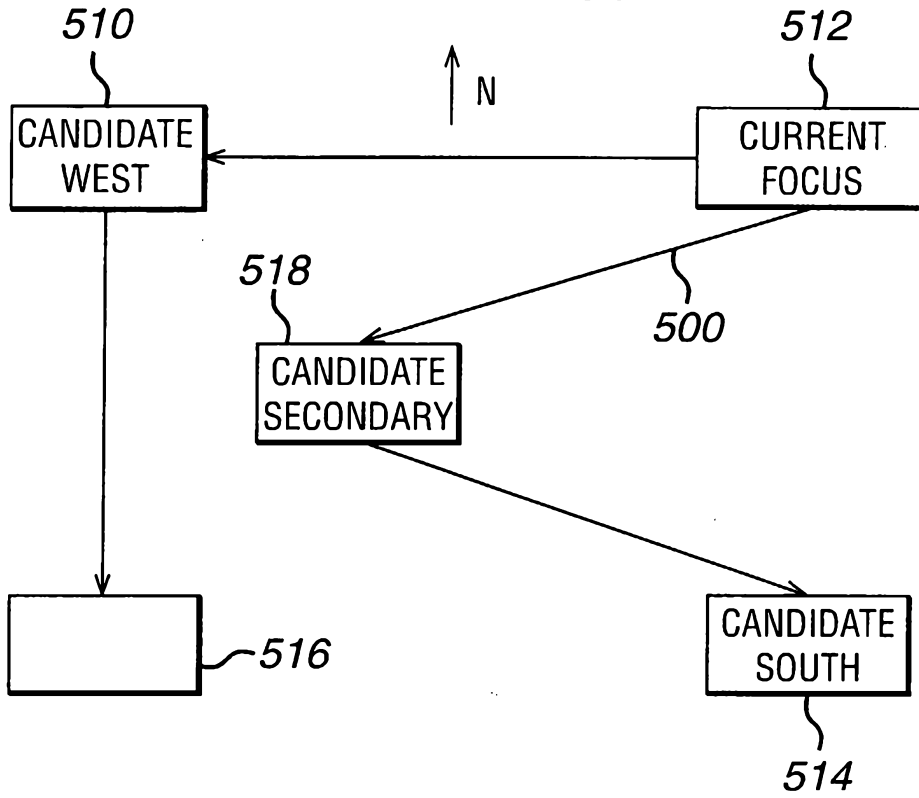 510
512
N
CANDIDATE
WEST
CURRENT
FOCUS
518
500
CANDIDATE
SECONDARY
516
CANDIDATE
SOUTH
514